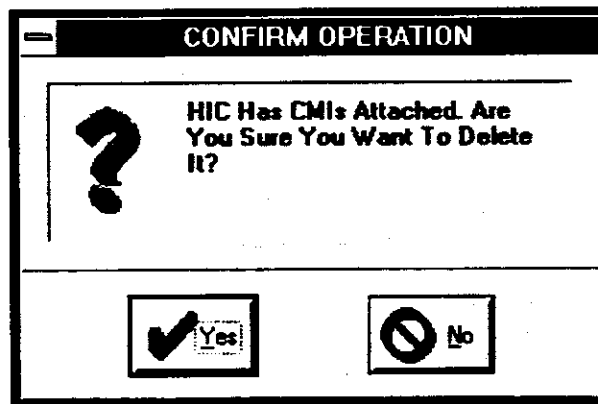 CONFIRM OPERATION
HIC Has CMIs Attached. Are
You Sure You Want To Delete
It?
Yes
No